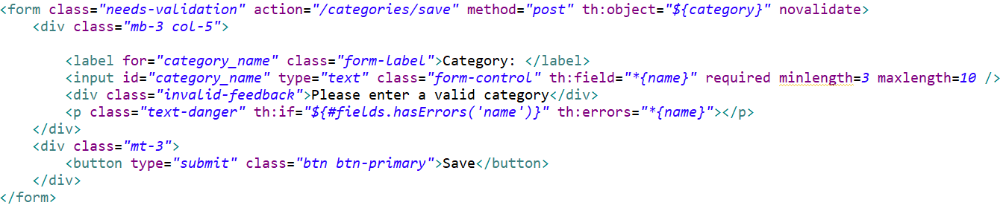 <form class="needs-validation" action="/categories/save" method="post" th:object="${category}" novalidate>
<div class="mb-3 col-5">
<label for="category_name" class="form-label">Category: </label>
<input id="category_name" type="text" class="form-control" th:field="*{name}" required minlength=3 maxlength=10 />
<div class="invalid-feedback">Please enter a valid category</div>
<p class="text-danger" th:if="${#fields.hasErrors('name')}" th:errors="*{name}"></p>
</div>
<div class="mt-3">
<button type="submit" class="btn btn-primary">Save</button>
</div>
</form>